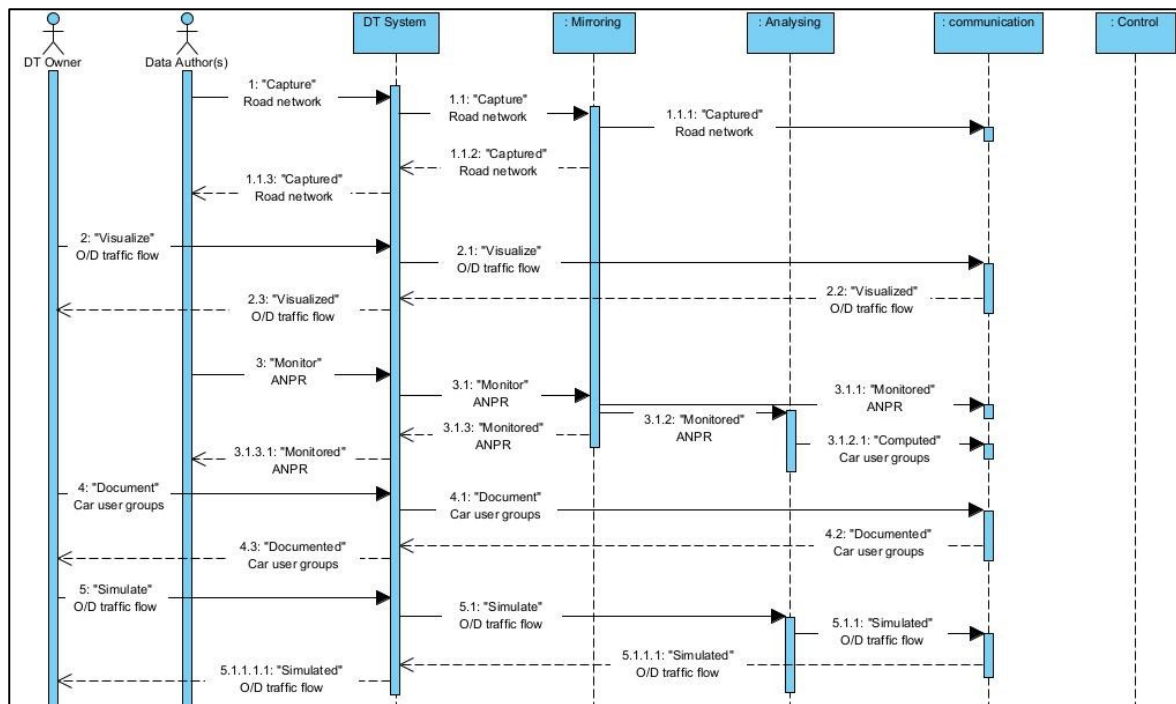 DT System
: Mirroring
: Analysing
: communication
: Control
DT Owner
Data Author(s)
1: "Capture"
Road network
1.1: "Capture"
Road network
1.1.1: "Captured"
Road network
1.1.2: "Captured"
Road network
1.1.3: "Captured"
Road network
2: "Visualize"
O/D traffic flow
2.1: "Visualize"
O/D traffic flow
2.2: "Visualized"
O/D traffic flow
2.3: "Visualized"
O/D traffic flow
3: "Monitor"
ANPR
3.1: "Monitor"
ANPR
3.1.1: "Monitored"
ANPR
3.1.2: "Monitored"
ANPR
3.1.3: "Monitored"
ANPR
3.1.2.1: "Computed"
Car user groups
3.1.3.1: "Monitored"
ANPR
4: "Document"
Car user groups
4.1: "Document"
Car user groups
4.2: "Documented"
Car user groups
4.3: "Documented"
Car user groups
5: "Simulate"
O/D traffic flow
5.1: "Simulate"
O/D traffic flow
5.1.1: "Simulated"
O/D traffic flow
5.1.1.1: "Simulated"
O/D traffic flow
5.1.1.1.1: "Simulated"
O/D traffic flow